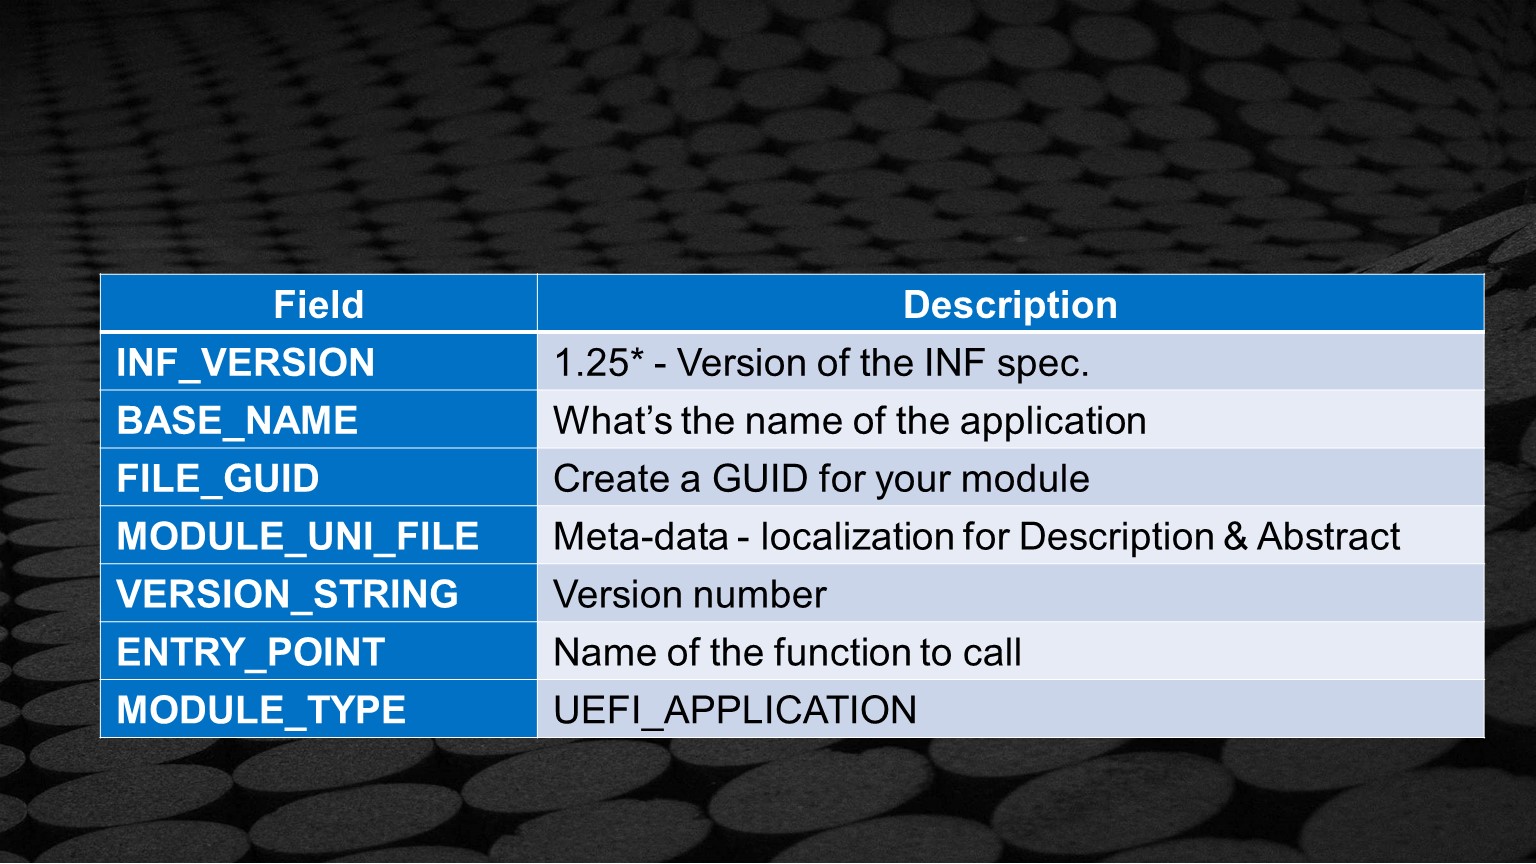 Field Description
INF_VERSION 1.25* - Version of the INF spec.
BASE_NAME What’s the name of the application
FILE_GUID Create a GUID for your module
MODULE_UNI_FILE Meta-data - localization for Description & Abstract
VERSION_STRING Version number
ENTRY_POINT Name of the function to call
MODULE_TYPE UEFI_APPLICATION